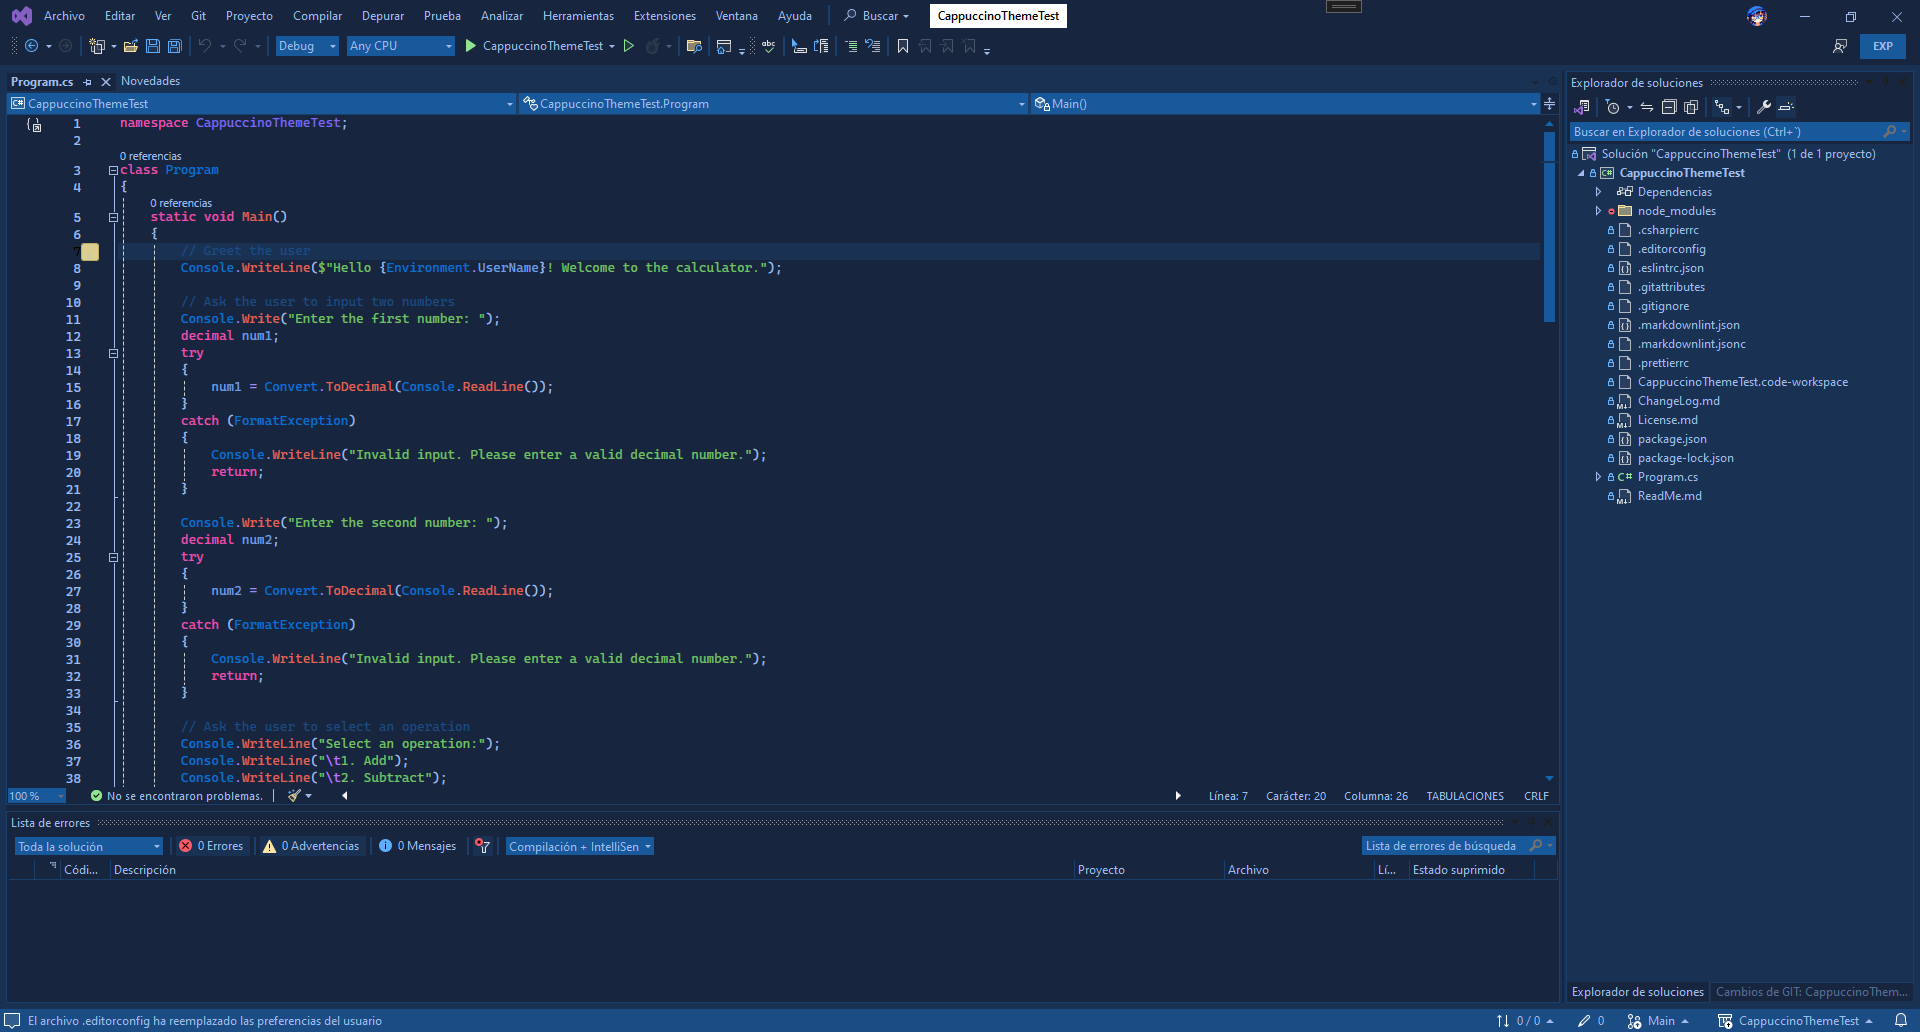 Archivo Editar Ver Git Proyecto Compilar Depurar Prueba Analizar Herramientas Extensiones Ventana Ayuda Buscar CappuccinoThemeTest
Debug Any CPU CappuccinoThemeTest abc EXP
Program.cs Novedades
C# CappuccinoThemeTest CappuccinoThemeTest.Program Main()
1 namespace CappuccinoThemeTest;
2
0 referencias
3 class Program
4 {
0 referencias
5 static void Main()
6 {
7 // Greet the user
8 Console.WriteLine($"Hello {Environment.UserName}! Welcome to the calculator.");
9
10 // Ask the user to input two numbers
11 Console.Write("Enter the first number: ");
12 decimal num1;
13 try
14 {
15 num1 = Convert.ToDecimal(Console.ReadLine());
16 }
17 catch (FormatException)
18 {
19 Console.WriteLine("Invalid input. Please enter a valid decimal number.");
20 return;
21 }
22
23 Console.Write("Enter the second number: ");
24 decimal num2;
25 try
26 {
27 num2 = Convert.ToDecimal(Console.ReadLine());
28 }
29 catch (FormatException)
30 {
31 Console.WriteLine("Invalid input. Please enter a valid decimal number.");
32 return;
33 }
34
35 // Ask the user to select an operation
36 Console.WriteLine("Select an operation:");
37 Console.WriteLine("\t1. Add");
38 Console.WriteLine("\t2. Subtract");
100 % No se encontraron problemas. Línea: 7 Carácter: 20 Columna: 26 TABULACIONES CRLF
Lista de errores
Toda la solución 0 Errores 0 Advertencias 0 Mensajes Compilación + IntelliSen Lista de errores de búsqueda
Códi... Descripción Proyecto Archivo Lí... Estado suprimido
Explorador de soluciones
Buscar en Explorador de soluciones (Ctrl+`)
Solución "CappuccinoThemeTest" (1 de 1 proyecto)
C# CappuccinoThemeTest
Dependencias
node_modules
.csharpierrc
.editorconfig
.eslintrc.json
.gitattributes
.gitignore
.markdownlint.json
.markdownlint.jsonc
.prettierrc
CappuccinoThemeTest.code-workspace
ChangeLog.md
License.md
package.json
package-lock.json
C# Program.cs
ReadMe.md
Explorador de soluciones Cambios de GIT: CappuccinoThem...
El archivo .editorconfig ha reemplazado las preferencias del usuario 0 / 0 0 Main CappuccinoThemeTest